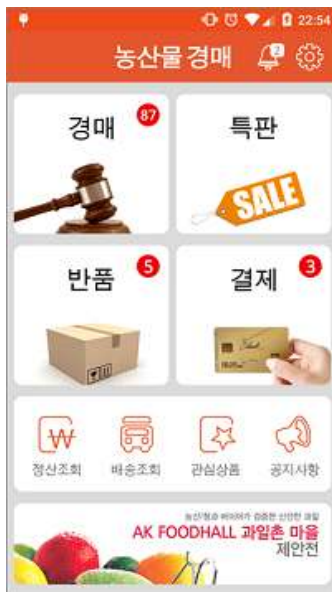 22:54
농산물 경매
2
경매
87
특판
SALE
반품
5
결제
3
정산조회
배송조회
관심상품
공지사항
AK FOODHALL 과일촌 마을
제안전